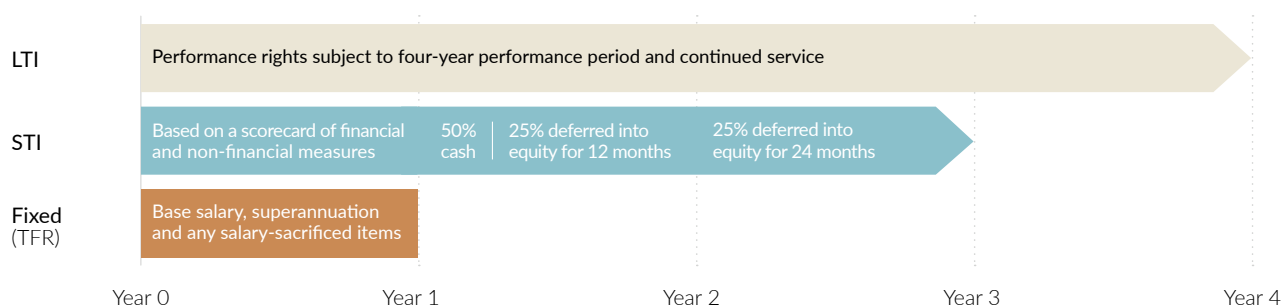 LTI
Performance rights subject to four-year performance period and continued service
STI
Based on a scorecard of financial
and non-financial measures
50%
cash
25% deferred into
equity for 12 months
25% deferred into
equity for 24 months
Fixed
(TFR)
Base salary, superannuation
and any salary-sacrificed items
Year 0
Year 1
Year 2
Year 3
Year 4